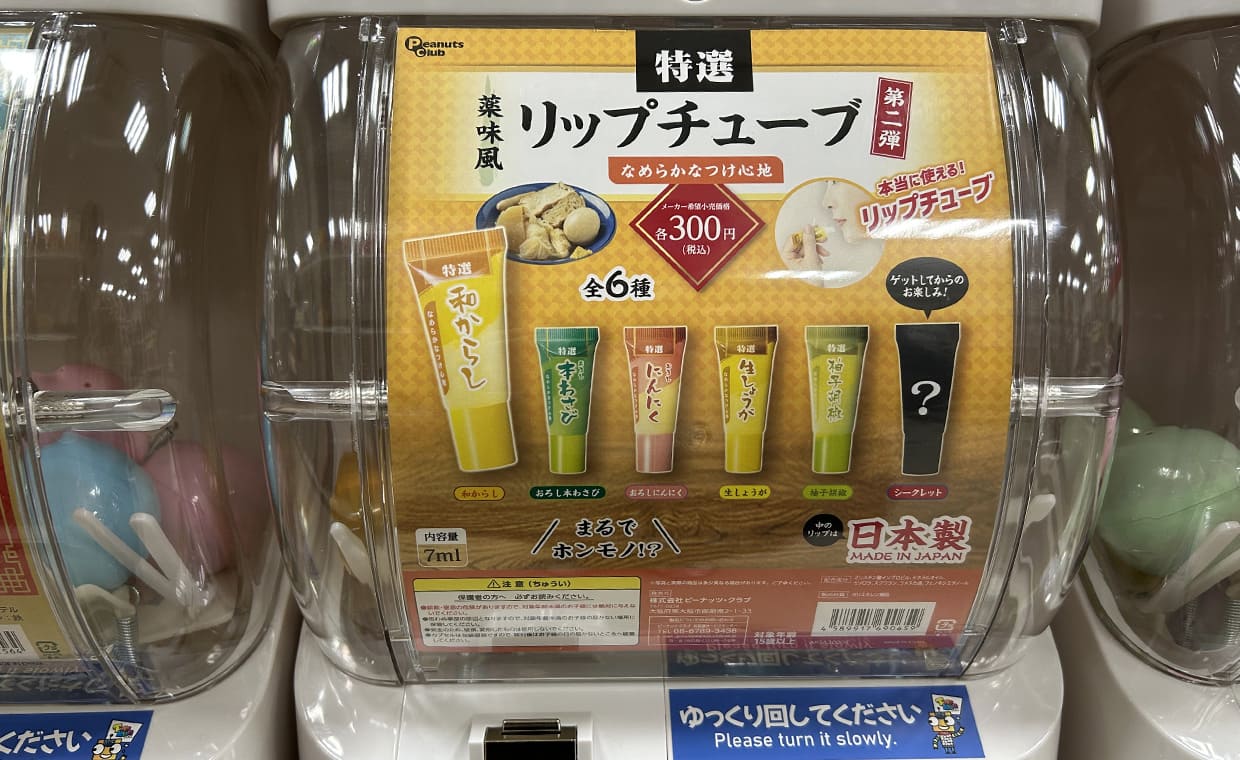 Peanuts Club
特選
薬味風
リップチューブ
第二弾
なめらかなつけ心地
本当に使える!
リップチューブ
メーカー希望小売価格
各300円
(税込)
全6種
ゲットしてからの
お楽しみ!
特選
和からし
特選
本わさび
特選
にんにく
特選
生しょうが
特選
柚子胡椒
?
和からし
おろし本わさび
おろしにんにく
生しょうが
柚子胡椒
シークレット
まるで
ホンモノ!?
中の
リップは
日本製
MADE IN JAPAN
内容量
7ml
注意(ちゅうい)
保護者の方へ 必ずお読みください。
株式会社ピーナッツ・クラブ
TEL 06-6789-3436
対象年齢
15歳以上
ゆっくり回してください
Please turn it slowly.
ください